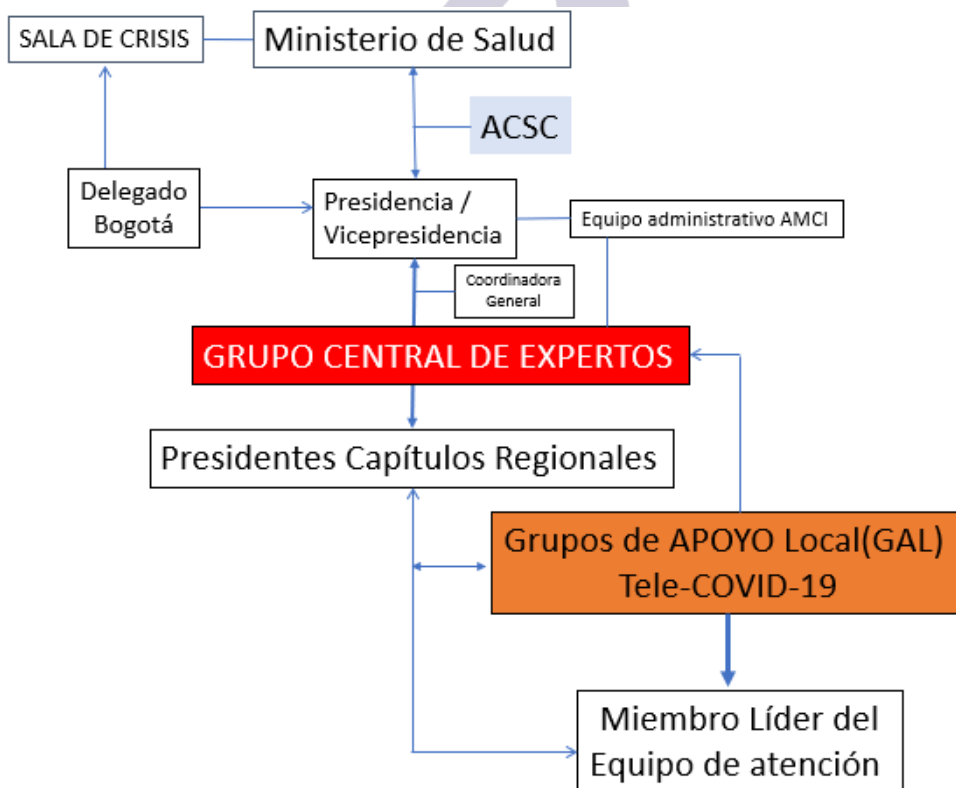 SALA DE CRISIS
Ministerio de Salud
ACSC
Delegado
Bogotá
Presidencia /
Vicepresidencia
Equipo administrativo AMCI
Coordinadora
General
GRUPO CENTRAL DE EXPERTOS
Presidentes Capítulos Regionales
Grupos de APOYO Local(GAL)
Tele-COVID-19
Miembro Líder del
Equipo de atención